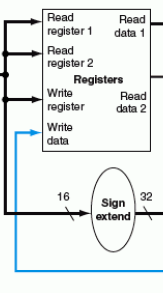 Read
register 1
Read
data 1
Read
register 2
Registers
Write
register
Read
data 2
Write
data
16
32
Sign
extend